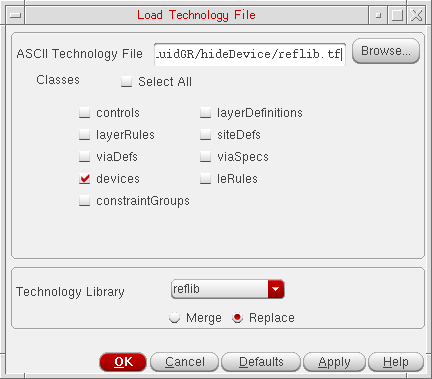 Load Technology File
ASCII Technology File .uidGR/hideDevice/reflib.tf Browse...
Classes Select All
controls layerDefinitions
layerRules siteDefs
viaDefs viaSpecs
devices leRules
constraintGroups
Technology Library reflib
Merge Replace
OK Cancel Defaults Apply Help